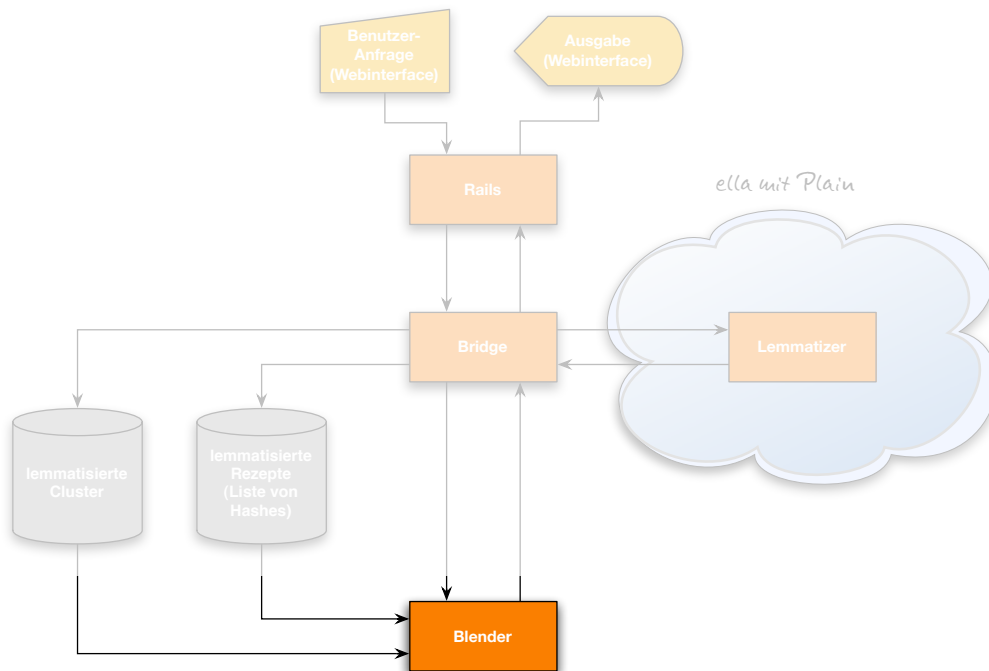 Benutzer-
Anfrage
(Webinterface)
Ausgabe
(Webinterface)
Rails
ella mit Plain
Bridge
Lemmatizer
lemmatisierte
Cluster
lemmatisierte
Rezepte
(Liste von
Hashes)
Blender